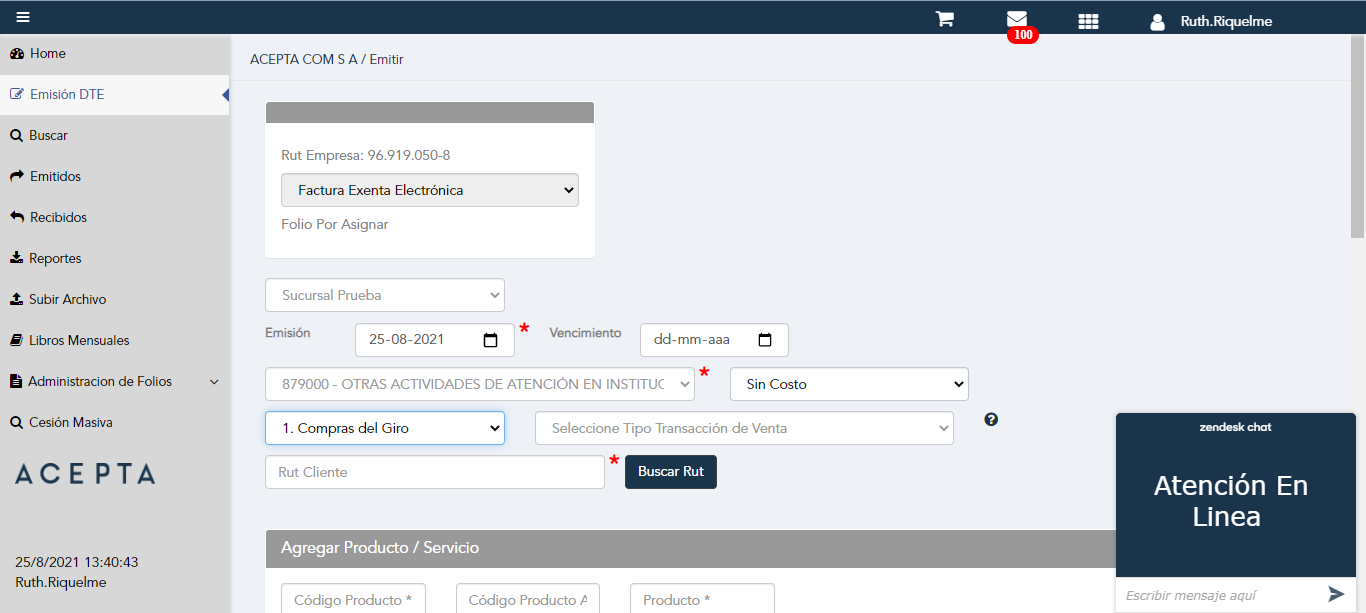 Ruth.Riquelme
100
Home
Emisión DTE
Buscar
Emitidos
Recibidos
Reportes
Subir Archivo
Libros Mensuales
Administracion de Folios
Cesión Masiva
ACEPTA
25/8/2021 13:40:43
Ruth.Riquelme
ACEPTA COM S A / Emitir
Rut Empresa: 96.919.050-8
Factura Exenta Electrónica
Folio Por Asignar
Sucursal Prueba
Emisión 25-08-2021 * Vencimiento dd-mm-aaa
879000 - OTRAS ACTIVIDADES DE ATENCIÓN EN INSTITUC * Sin Costo
1. Compras del Giro Seleccione Tipo Transacción de Venta ?
Rut Cliente * Buscar Rut
Agregar Producto / Servicio
Código Producto * Código Producto A Producto *
zendesk chat
Atención En
Linea
Escribir mensaje aquí